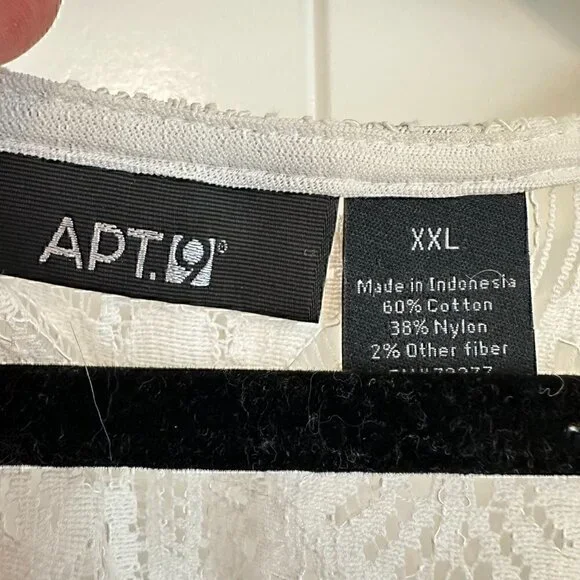 APT.9®
XXL
Made in Indonesia
60% Cotton
38% Nylon
2% Other fiber